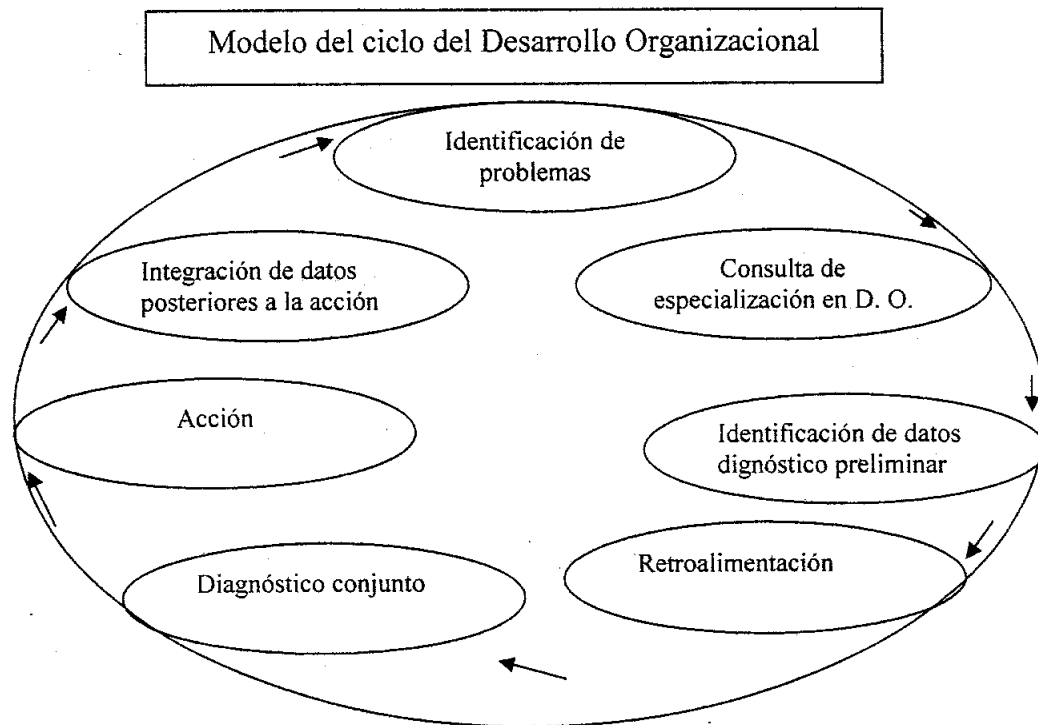 Modelo del ciclo del Desarrollo Organizacional
Identificación de
problemas
Consulta de
especialización en D. O.
Identificación de datos
dignóstico preliminar
Retroalimentación
Diagnóstico conjunto
Acción
Integración de datos
posteriores a la acción